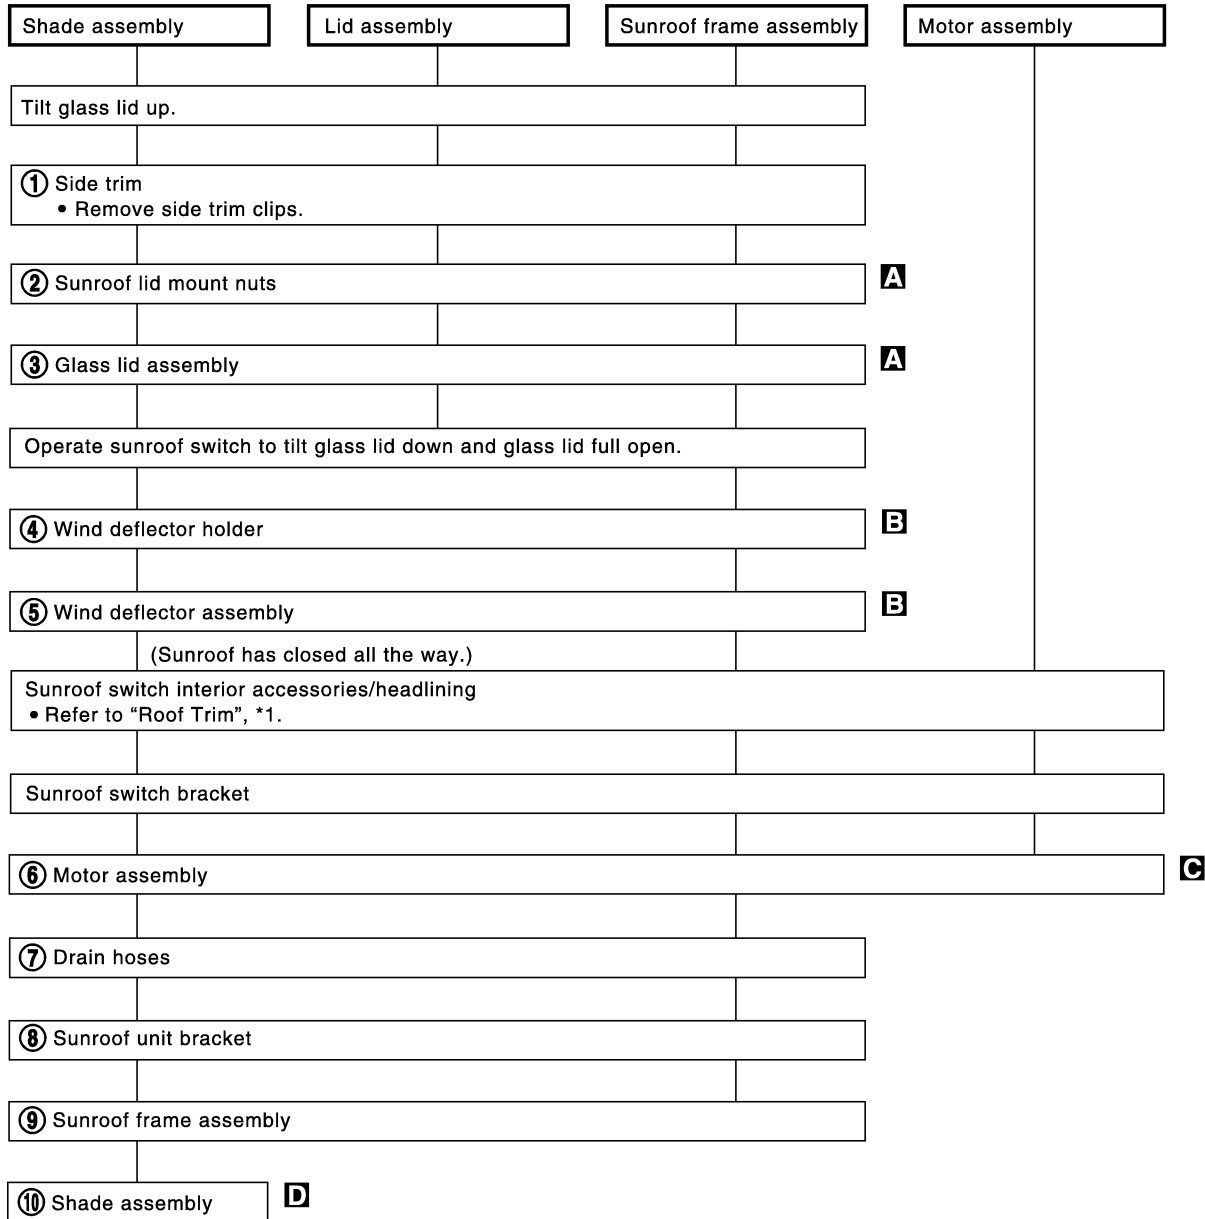 Shade assembly
Lid assembly
Sunroof frame assembly
Motor assembly
Tilt glass lid up.
① Side trim
• Remove side trim clips.
② Sunroof lid mount nuts
A
③ Glass lid assembly
A
Operate sunroof switch to tilt glass lid down and glass lid full open.
④ Wind deflector holder
B
⑤ Wind deflector assembly
B
(Sunroof has closed all the way.)
Sunroof switch interior accessories/headlining
• Refer to “Roof Trim”, *1.
Sunroof switch bracket
⑥ Motor assembly
C
⑦ Drain hoses
⑧ Sunroof unit bracket
⑨ Sunroof frame assembly
⑩ Shade assembly
D